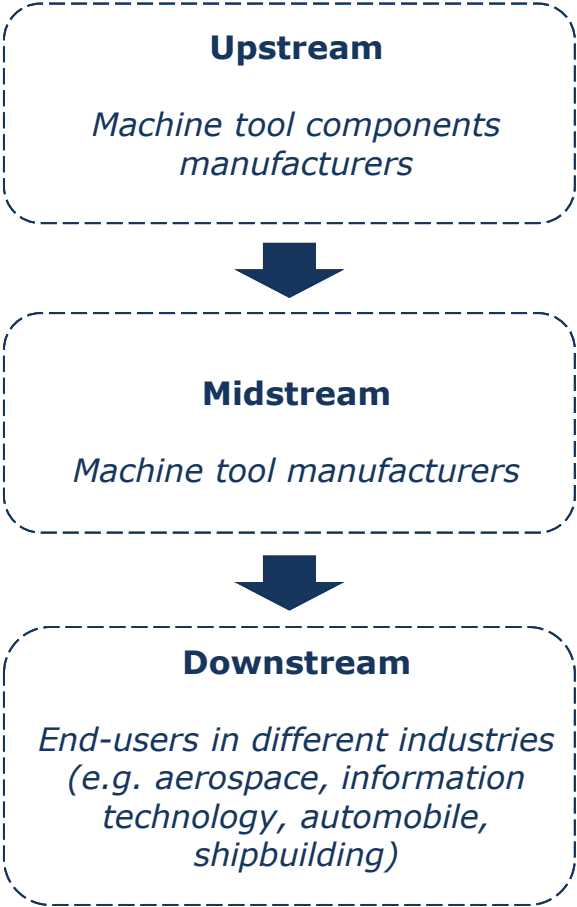 Upstream
Machine tool components
manufacturers
Midstream
Machine tool manufacturers
Downstream
End-users in different industries
(e.g. aerospace, information
technology, automobile,
shipbuilding)